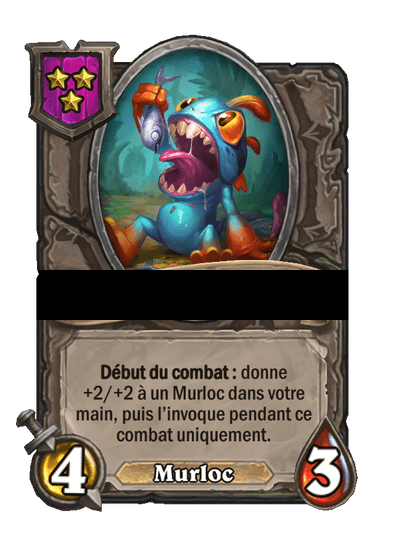 Début du combat : donne
+2/+2 à un Murloc dans votre
main, puis l'invoque pendant ce
combat uniquement.
4 Murloc 3